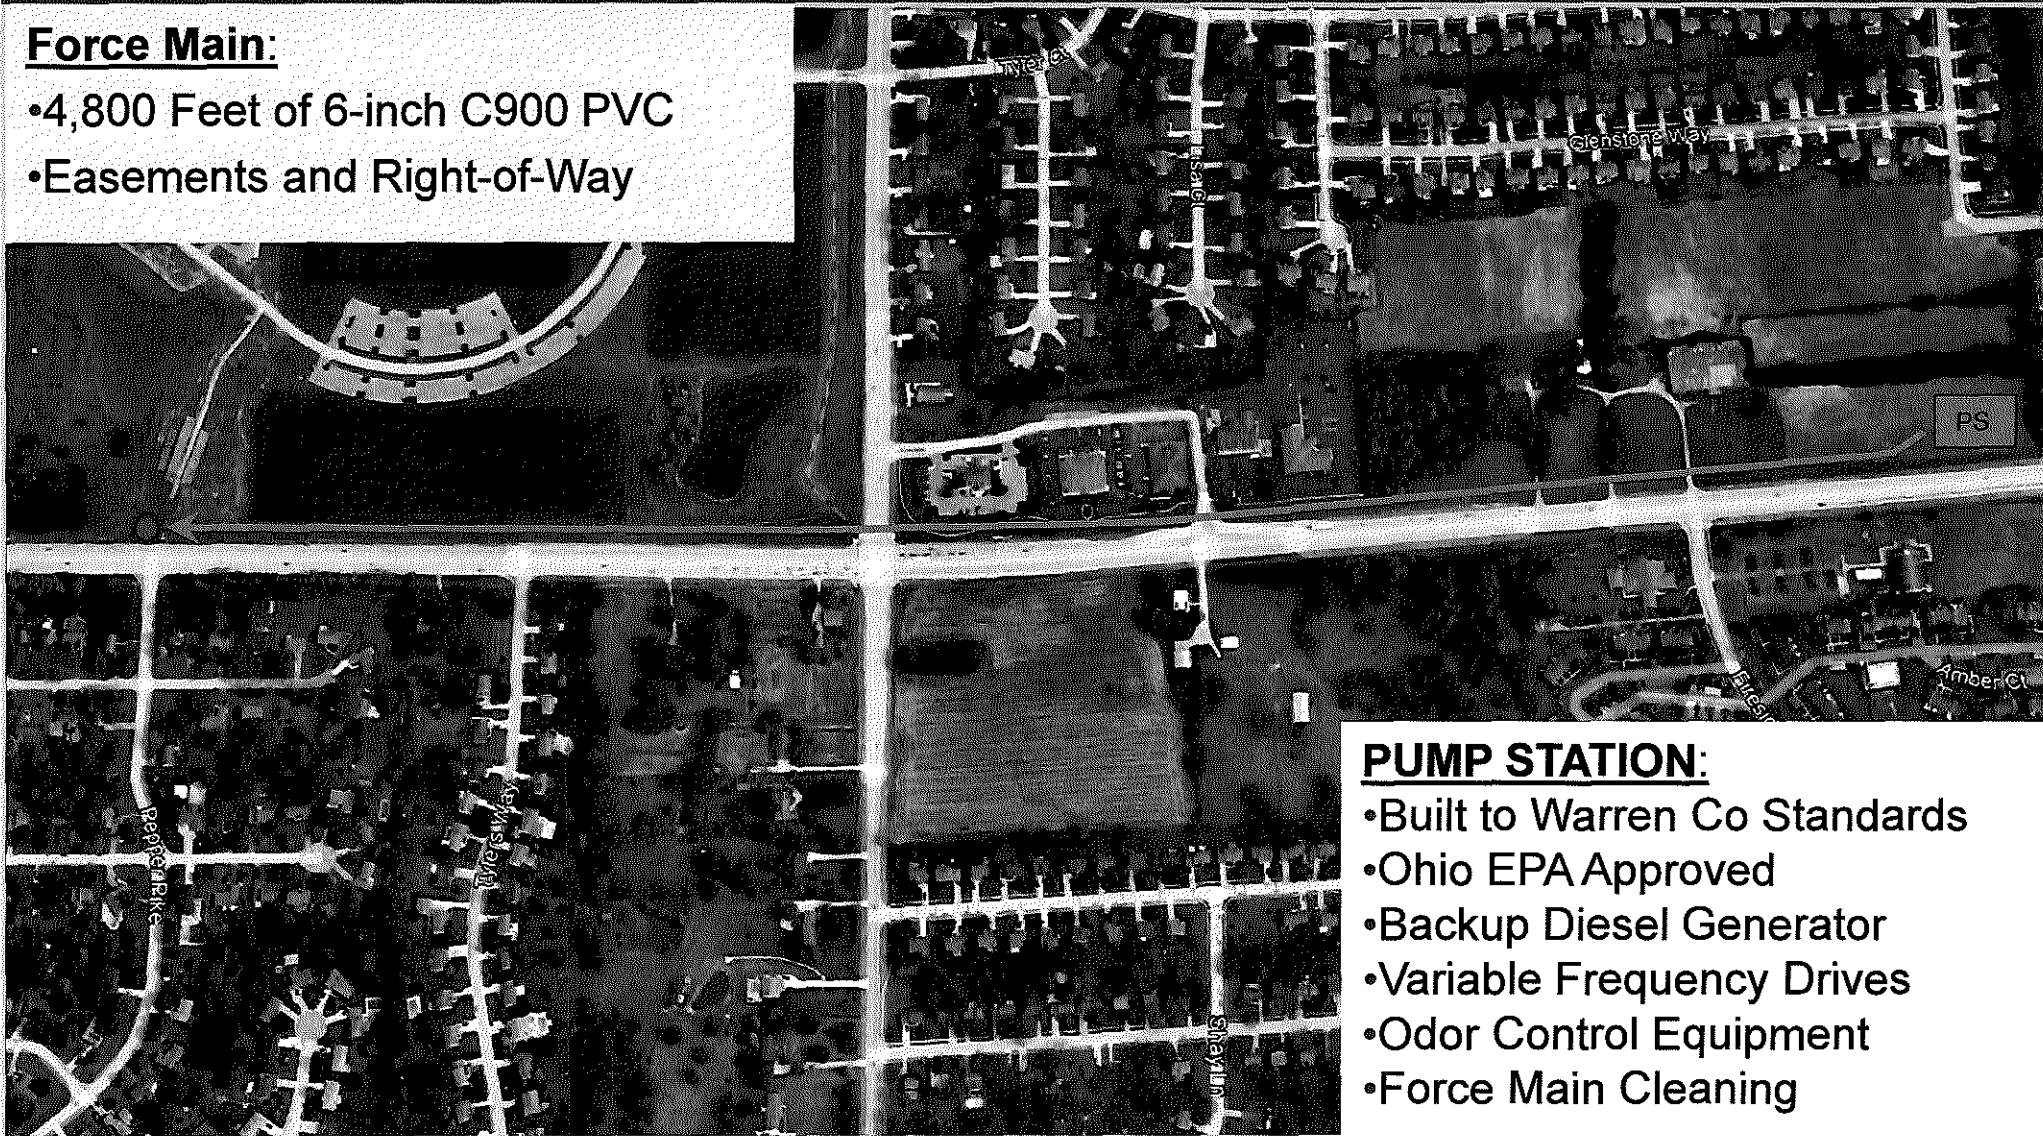 Force Main:
•4,800 Feet of 6-inch C900 PVC
•Easements and Right-of-Way
Tyler Ct
Lisa Ct
Glenstone Way
PS
Amber Ct
PUMP STATION:
•Built to Warren Co Standards
•Ohio EPA Approved
•Backup Diesel Generator
•Variable Frequency Drives
•Odor Control Equipment
•Force Main Cleaning
Pepper Pike
Myers Way
Shay Ln